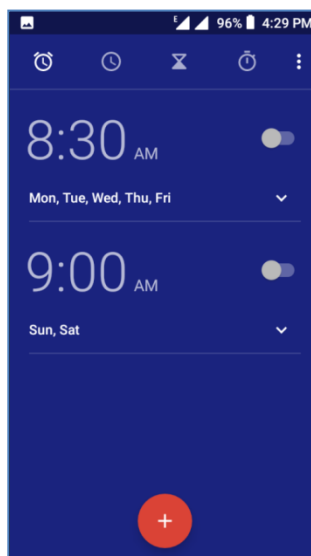 E 96% 4:29 PM
8:30 AM
Mon, Tue, Wed, Thu, Fri
9:00 AM
Sun, Sat